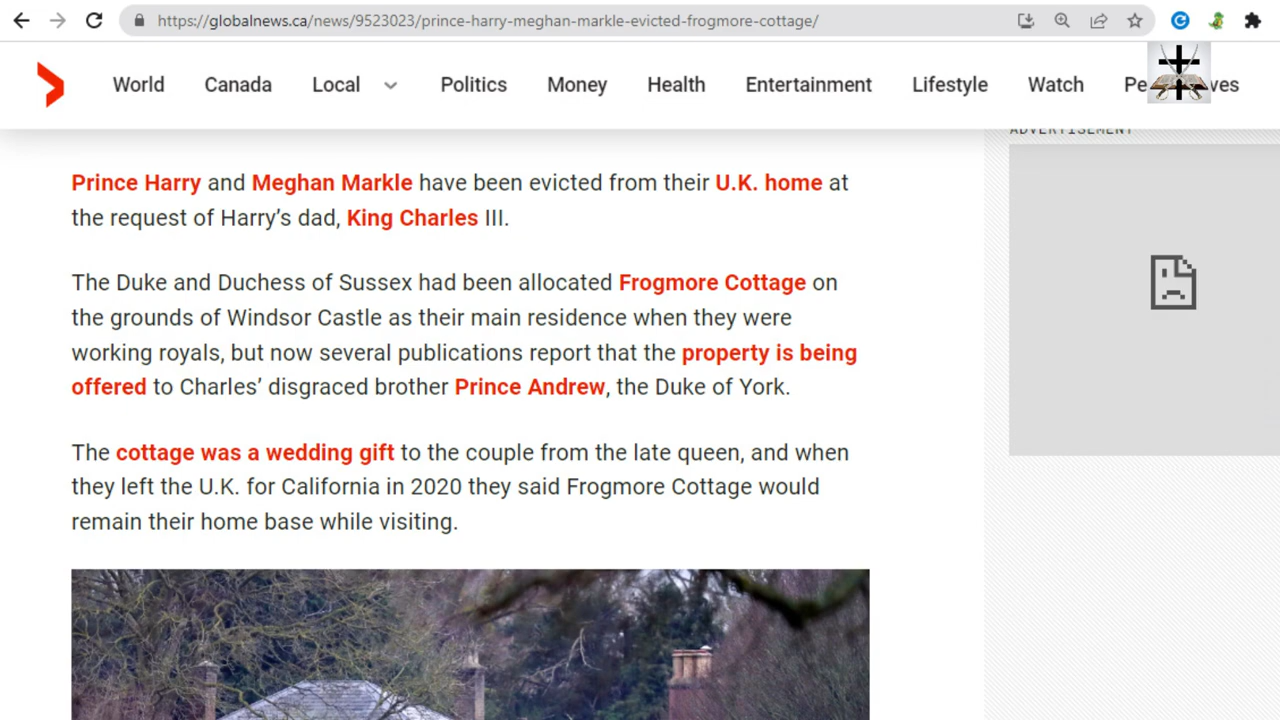 https://globalnews.ca/news/9523023/prince-harry-meghan-markle-evicted-frogmore-cottage/
World Canada Local Politics Money Health Entertainment Lifestyle Watch
ADVERTISEMENT
Prince Harry and Meghan Markle have been evicted from their U.K. home at
the request of Harry’s dad, King Charles III.
The Duke and Duchess of Sussex had been allocated Frogmore Cottage on
the grounds of Windsor Castle as their main residence when they were
working royals, but now several publications report that the property is being
offered to Charles’ disgraced brother Prince Andrew, the Duke of York.
The cottage was a wedding gift to the couple from the late queen, and when
they left the U.K. for California in 2020 they said Frogmore Cottage would
remain their home base while visiting.